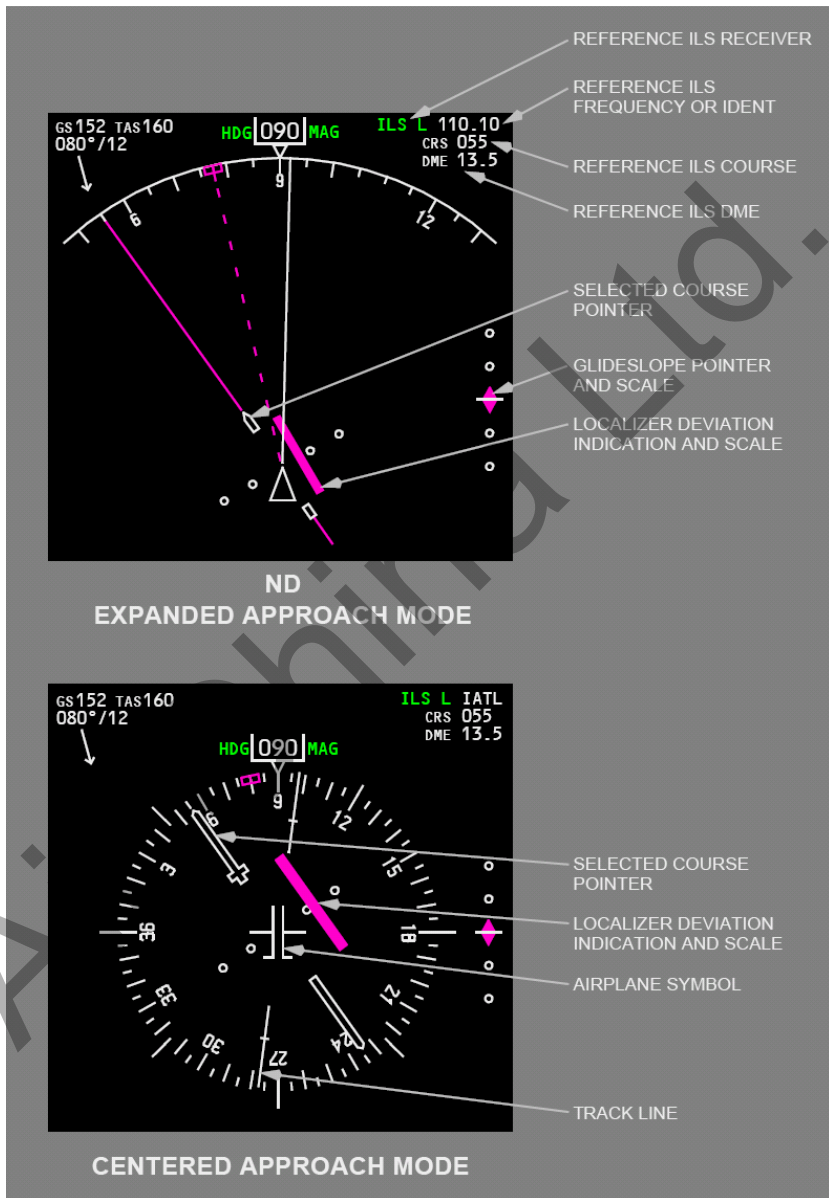 REFERENCE ILS RECEIVER
REFERENCE ILS
FREQUENCY OR IDENT
REFERENCE ILS COURSE
REFERENCE ILS DME
GS152 TAS160
080°/12
HDG 090 MAG
ILS L 110.10
CRS 055
DME 13.5
6
9
12
SELECTED COURSE
POINTER
GLIDESLOPE POINTER
AND SCALE
LOCALIZER DEVIATION
INDICATION AND SCALE
ND
EXPANDED APPROACH MODE
GS152 TAS160
080°/12
HDG 090 MAG
ILS L IATL
CRS 055
DME 13.5
6
9
12
3
15
36
18
33
21
30
27
24
SELECTED COURSE
POINTER
LOCALIZER DEVIATION
INDICATION AND SCALE
AIRPLANE SYMBOL
TRACK LINE
CENTERED APPROACH MODE
China Ltd.